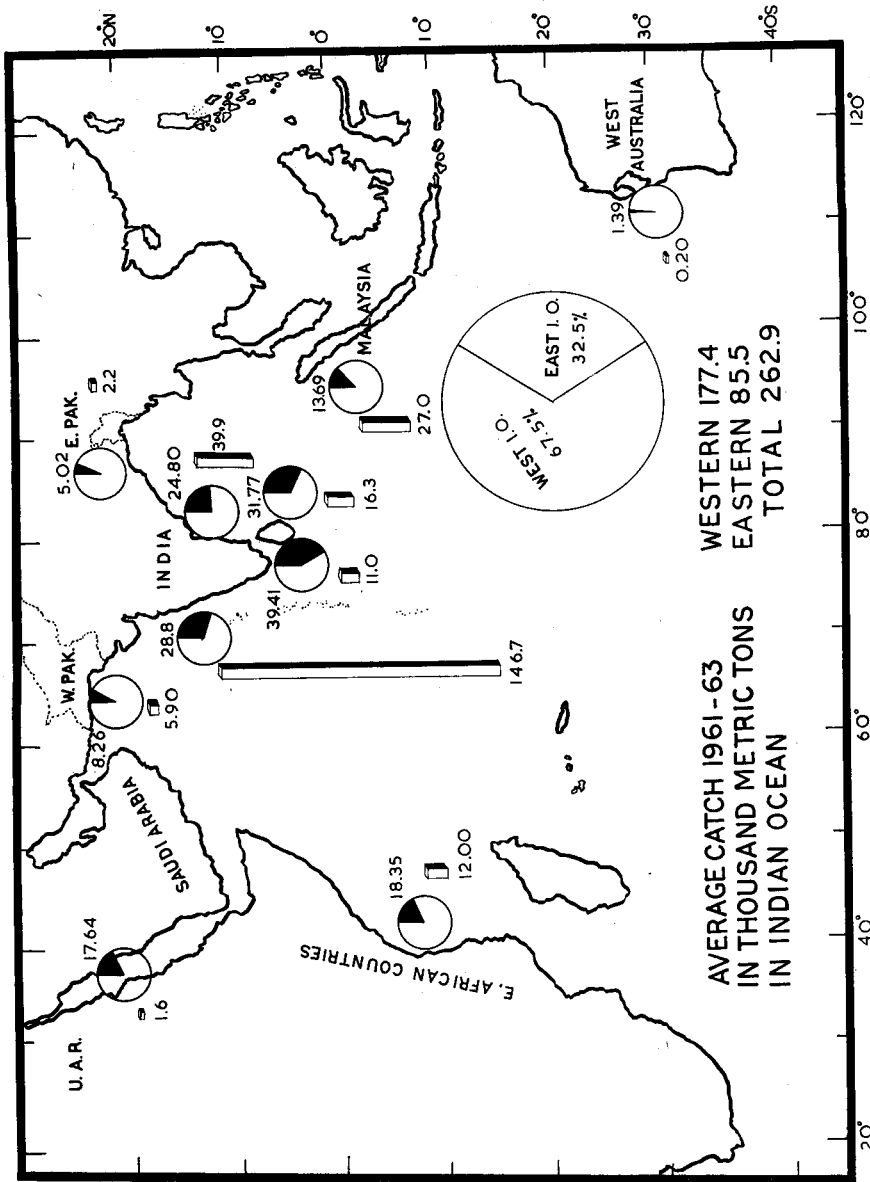 20°N
10°
0°
10°
20°
30°
40°S
20°
40°
60°
80°
100°
120°
U.A.R.
17.64
1.6
SAUDI ARABIA
W. PAK.
8.26
5.90
INDIA
28.8
146.7
39.41
11.0
5.02 E. PAK.
2.2
24.80
39.9
31.77
16.3
MALAYSIA
13.69
27.0
E. AFRICAN COUNTRIES
18.35
12.00
WEST
AUSTRALIA
1.39
0.20
WEST I.O.
67.5%
EAST I.O.
32.5%
AVERAGE CATCH 1961-63
IN THOUSAND METRIC TONS
IN INDIAN OCEAN
WESTERN 177.4
EASTERN 85.5
TOTAL 262.9